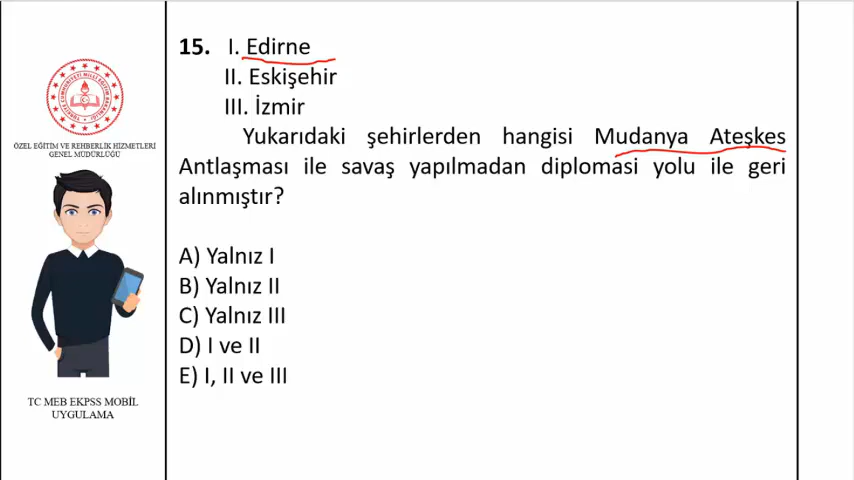 15. I. Edirne
II. Eskişehir
III. İzmir
Yukarıdaki şehirlerden hangisi Mudanya Ateşkes
Antlaşması ile savaş yapılmadan diplomasi yolu ile geri
alınmıştır?
A) Yalnız I
B) Yalnız II
C) Yalnız III
D) I ve II
E) I, II ve III
ÖZEL EĞİTİM VE REHBERLİK HİZMETLERİ
GENEL MÜDÜRLÜĞÜ
TC MEB EKPSS MOBİL
UYGULAMA